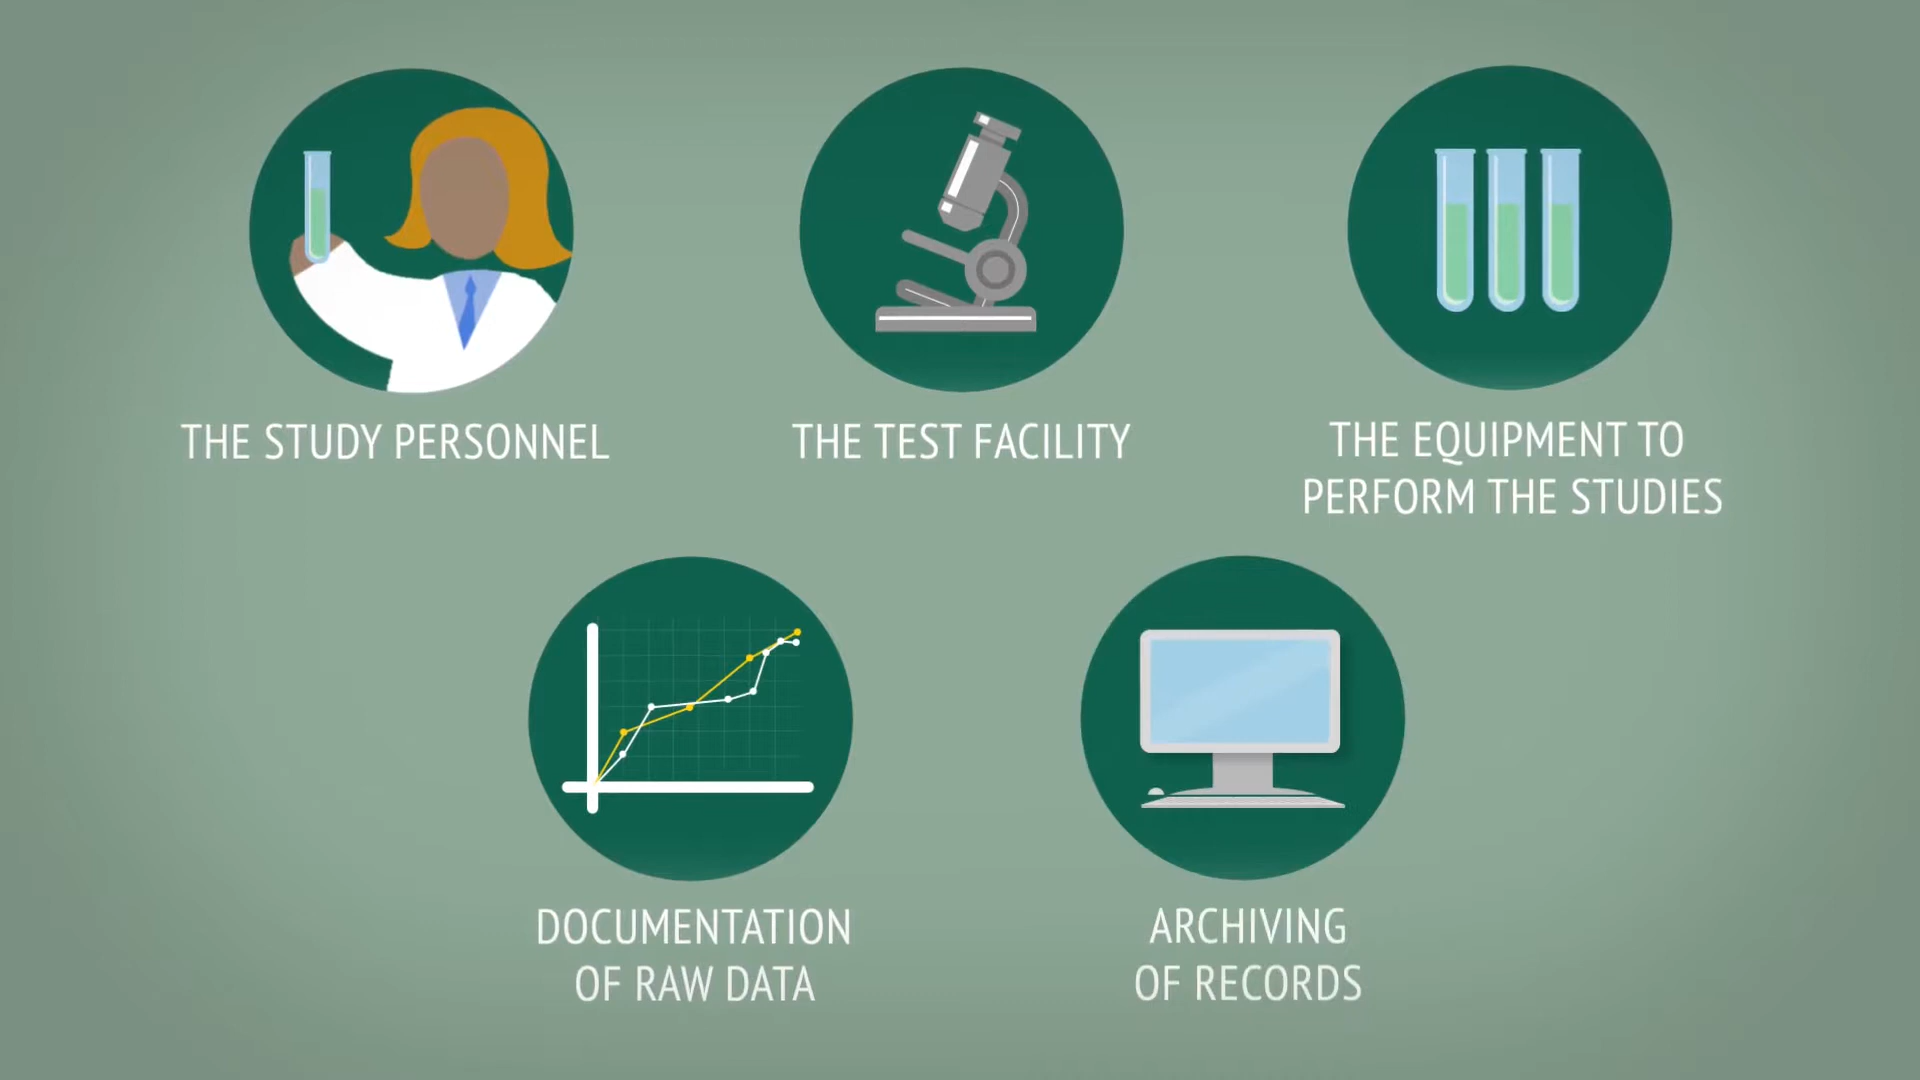 THE STUDY PERSONNEL
THE TEST FACILITY
THE EQUIPMENT TO
PERFORM THE STUDIES
DOCUMENTATION
OF RAW DATA
ARCHIVING
OF RECORDS